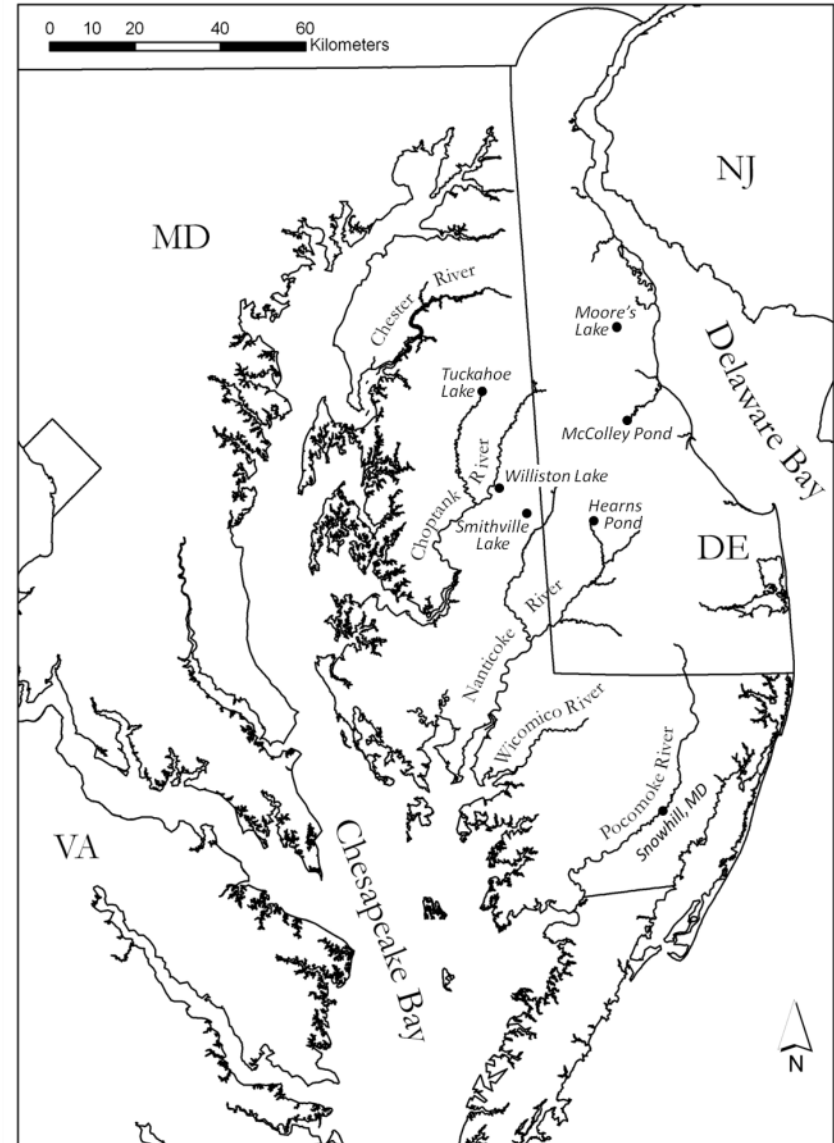 0 10 20 40 60
Kilometers
NJ
MD
Chester River
Moore's
Lake
Delaware Bay
Tuckahoe
Lake
McColley Pond
Choptank River
Williston Lake
Smithville
Lake
Hearns
Pond
DE
Nanticoke River
Wicomico River
Pocomoke River
Snowhill, MD
VA
Chesapeake Bay
N